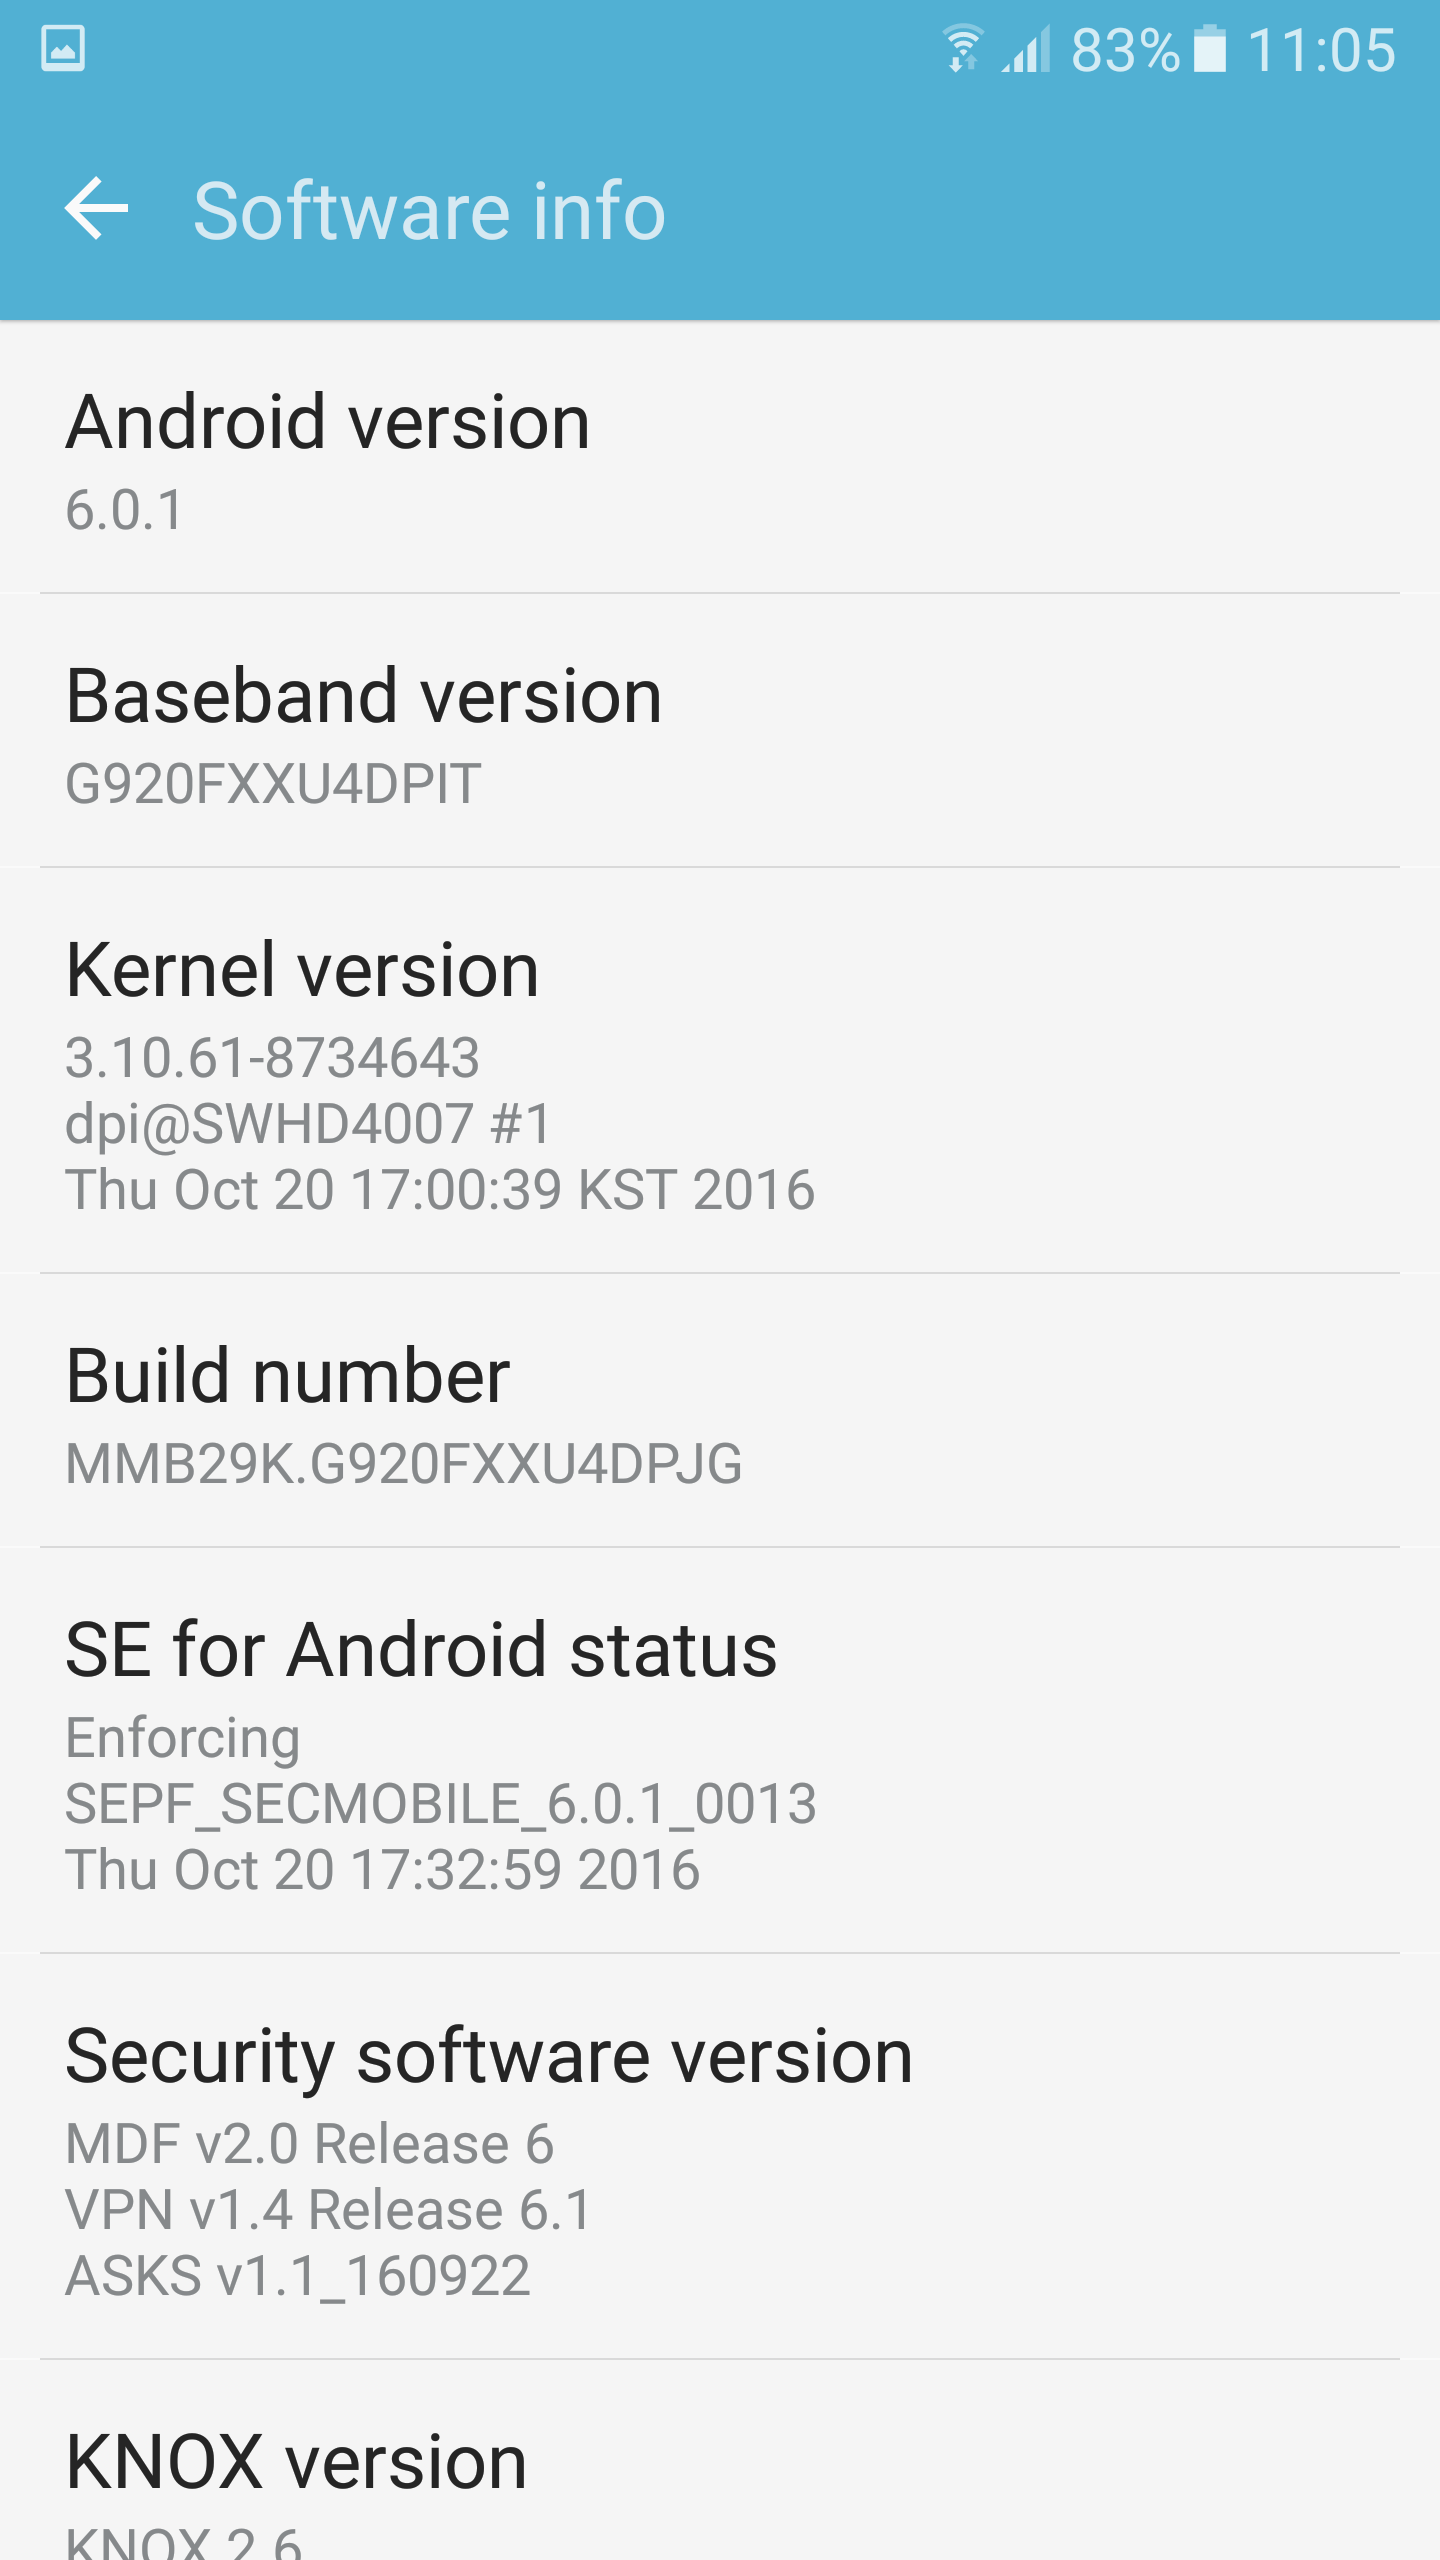 83% 11:05
Software info
Android version
6.0.1
Baseband version
G920FXXU4DPIT
Kernel version
3.10.61-8734643
dpi@SWHD4007 #1
Thu Oct 20 17:00:39 KST 2016
Build number
MMB29K.G920FXXU4DPJG
SE for Android status
Enforcing
SEPF_SECMOBILE_6.0.1_0013
Thu Oct 20 17:32:59 2016
Security software version
MDF v2.0 Release 6
VPN v1.4 Release 6.1
ASKS v1.1_160922
KNOX version
KNOX 2.6